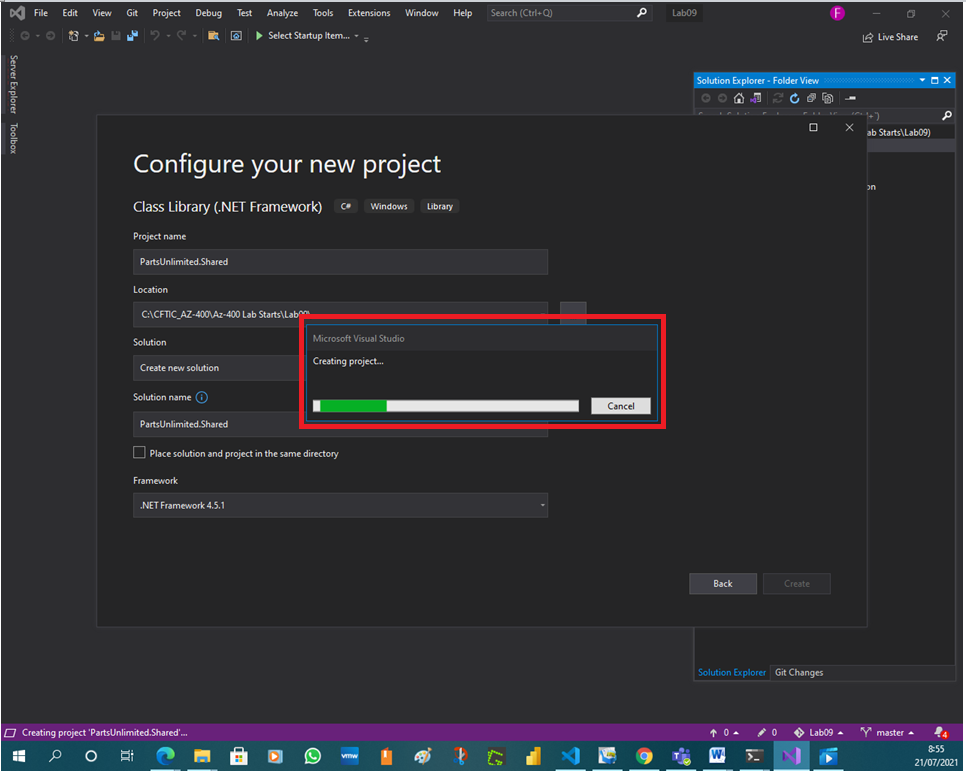 File Edit View Git Project Debug Test Analyze Tools Extensions Window Help Search (Ctrl+Q) Lab09 F
Select Startup Item... Live Share
Server Explorer
Toolbox
Solution Explorer - Folder View
ab Starts\Lab09)
on
Configure your new project
Class Library (.NET Framework) C# Windows Library
Project name
PartsUnlimited.Shared
Location
C:\CFTIC_AZ-400\Az-400 Lab Starts\Lab09\
Solution
Create new solution
Solution name
PartsUnlimited.Shared
Place solution and project in the same directory
Framework
.NET Framework 4.5.1
Microsoft Visual Studio
Creating project...
Cancel
Back Create
Solution Explorer Git Changes
Creating project 'PartsUnlimited.Shared'... 0 0 Lab09 master 4
vmw
8:55
21/07/2021